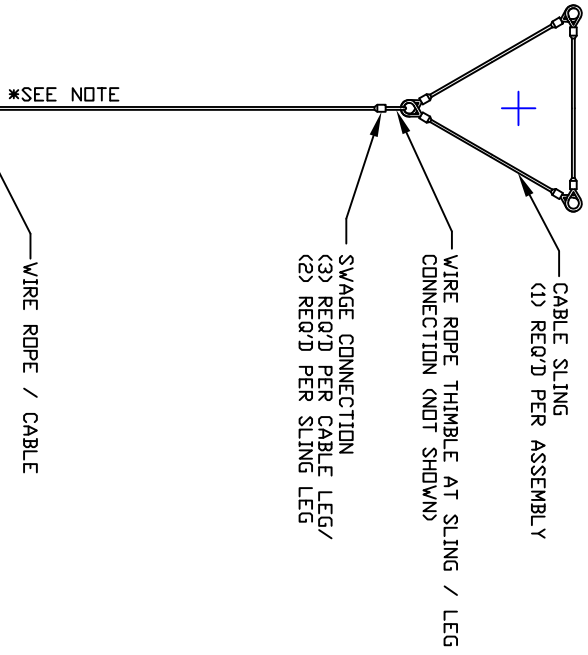 *SEE NOTE
CABLE SLING
(1) REQ'D PER ASSEMBLY
WIRE ROPE THIMBLE AT SLING / LEG
CONNECTION (NOT SHOWN)
SWAGE CONNECTION
(3) REQ'D PER CABLE LEG/
(2) REQ'D PER SLING LEG
WIRE ROPE / CABLE